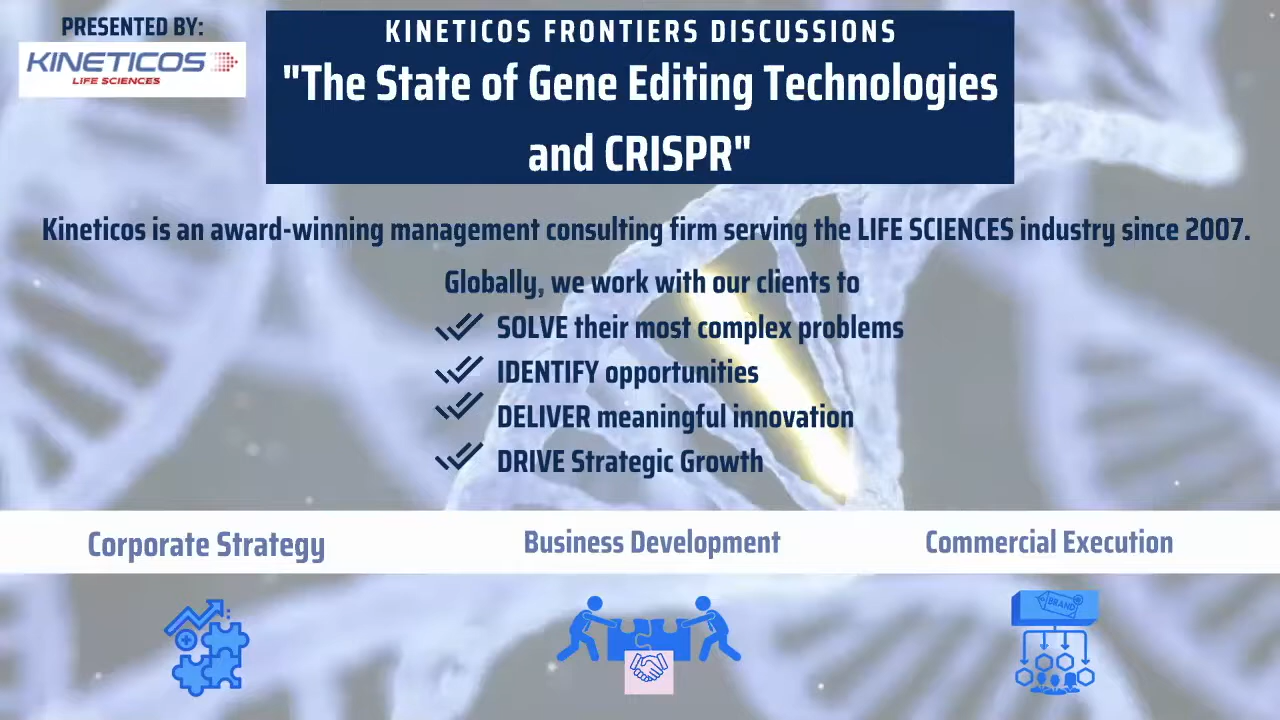 PRESENTED BY:
KINETICOS
LIFE SCIENCES
KINETICOS FRONTIERS DISCUSSIONS
"The State of Gene Editing Technologies
and CRISPR"
Kineticos is an award-winning management consulting firm serving the LIFE SCIENCES industry since 2007.
Globally, we work with our clients to
SOLVE their most complex problems
IDENTIFY opportunities
DELIVER meaningful innovation
DRIVE Strategic Growth
Corporate Strategy
Business Development
Commercial Execution
BRAND